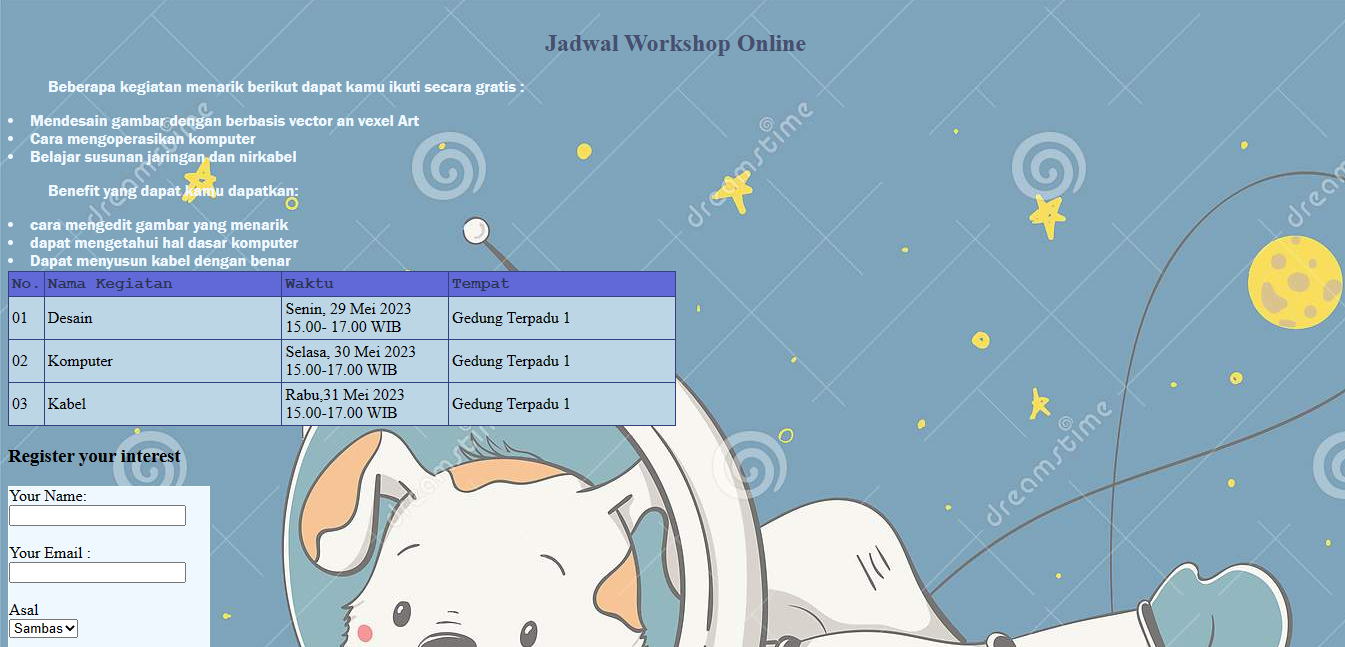 Jadwal Workshop Online
Beberapa kegiatan menarik berikut dapat kamu ikuti secara gratis :
• Mendesain gambar dengan berbasis vector an vexel Art
• Cara mengoperasikan komputer
• Belajar susunan jaringan dan nirkabel
Benefit yang dapat kamu dapatkan:
• cara mengedit gambar yang menarik
• dapat mengetahui hal dasar komputer
• Dapat menyusun kabel dengan benar
No. Nama Kegiatan Waktu Tempat
01 Desain Senin, 29 Mei 2023 Gedung Terpadu 1
15.00- 17.00 WIB
02 Komputer Selasa, 30 Mei 2023 Gedung Terpadu 1
15.00-17.00 WIB
03 Kabel Rabu,31 Mei 2023 Gedung Terpadu 1
15.00-17.00 WIB
Register your interest
Your Name:
Your Email :
Asal
Sambas
dreamstime
dreamstime
dreamstime
dreamstime
dream